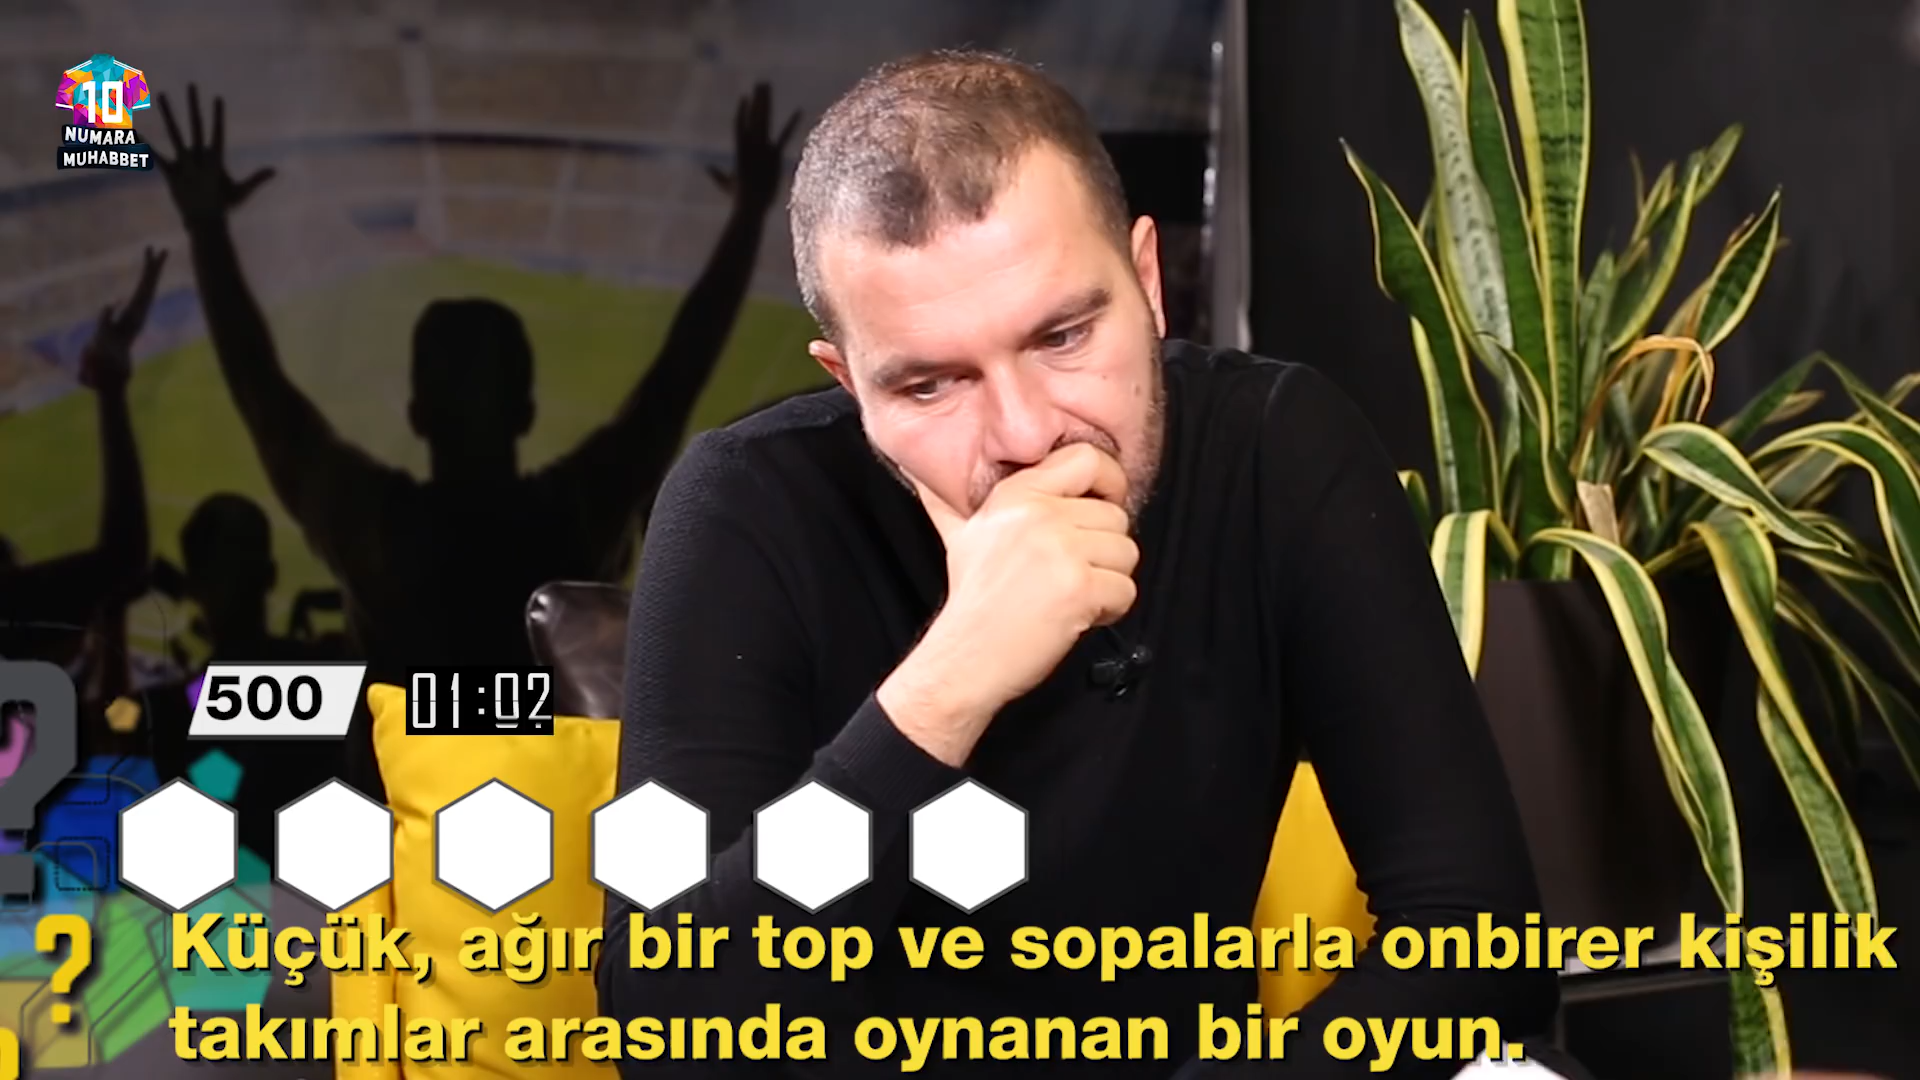 10
NUMARA
MUHABBET
500
01:02
Küçük, ağır bir top ve sopalarla onbirer kişilik
takımlar arasında oynanan bir oyun.
?
?